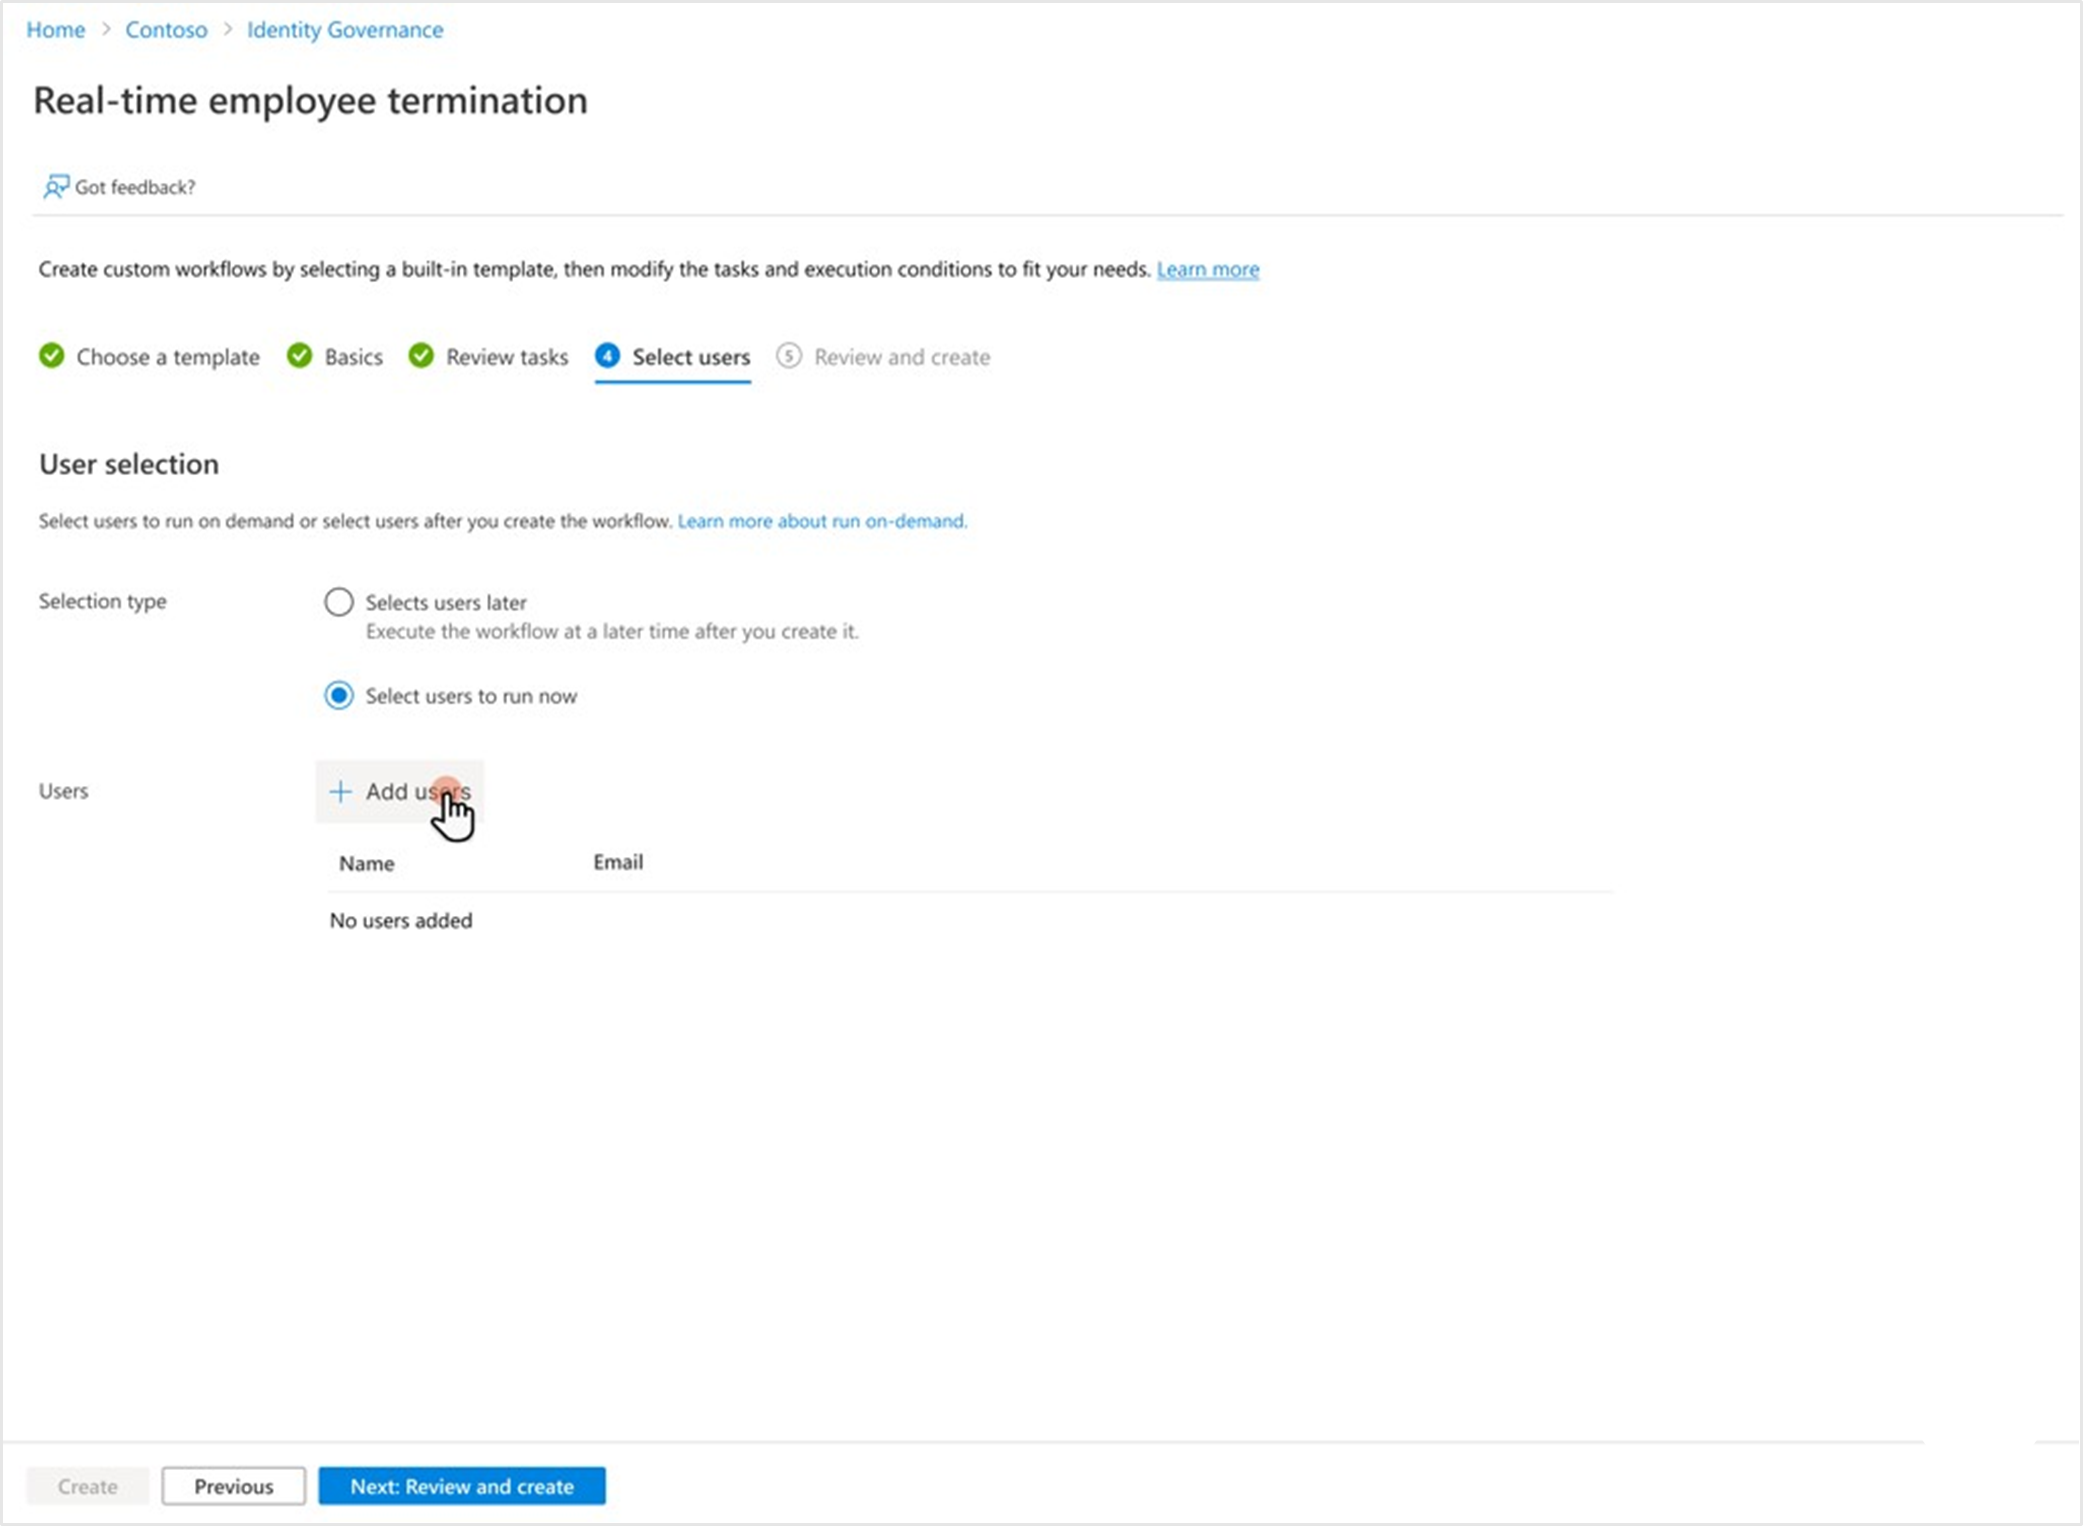 Home > Contoso > Identity Governance
Real-time employee termination
Got feedback?
Create custom workflows by selecting a built-in template, then modify the tasks and execution conditions to fit your needs. Learn more
Choose a template Basics Review tasks 4 Select users 5 Review and create
User selection
Select users to run on demand or select users after you create the workflow. Learn more about run on-demand.
Selection type Selects users later
Execute the workflow at a later time after you create it.
Select users to run now
Users + Add users
Name Email
No users added
Create Previous Next: Review and create